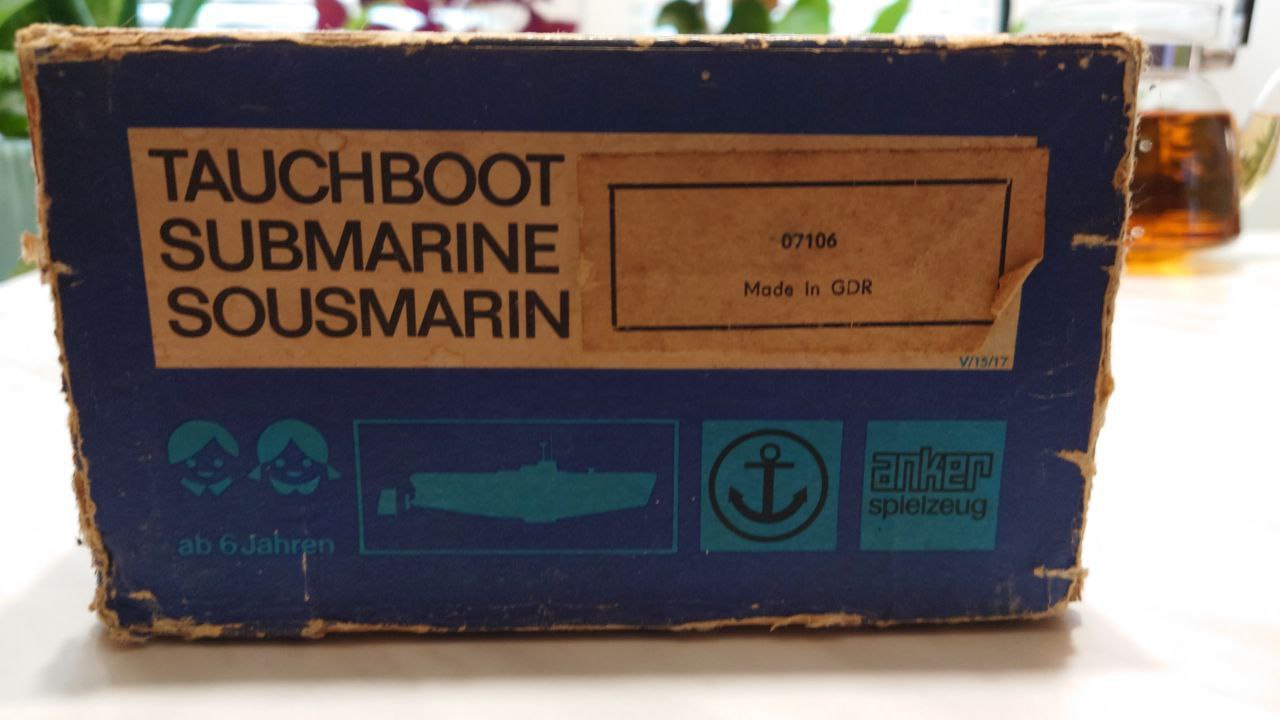 TAUCHBOOT
SUBMARINE
SOUSMARIN
07106
Made in GDR
V/15/17
ab 6 Jahren
anker
spielzeug